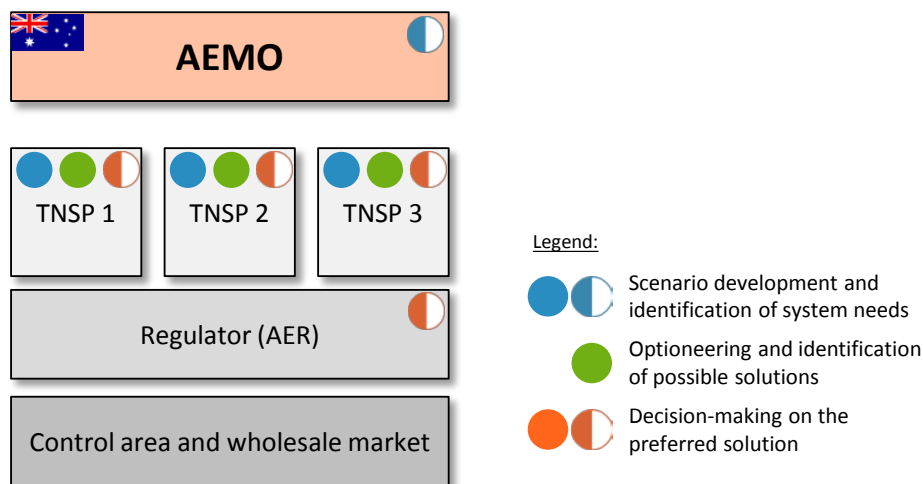 AEMO
TNSP 1
TNSP 2
TNSP 3
Regulator (AER)
Control area and wholesale market
Legend:
Scenario development and
identification of system needs
Optioneering and identification
of possible solutions
Decision-making on the
preferred solution